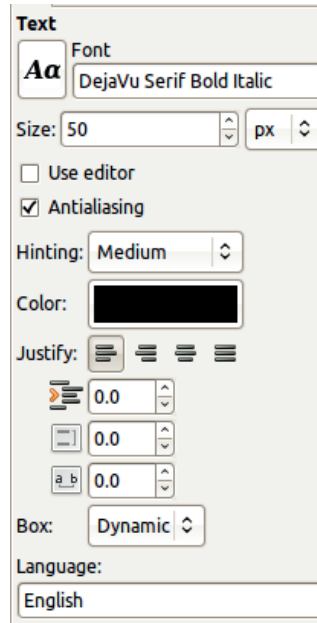 Text
Font
Aa DejaVu Serif Bold Italic
Size: 50 px
Use editor
Antialiasing
Hinting: Medium
Color:
Justify:
0.0
0.0
a b 0.0
Box: Dynamic
Language:
English